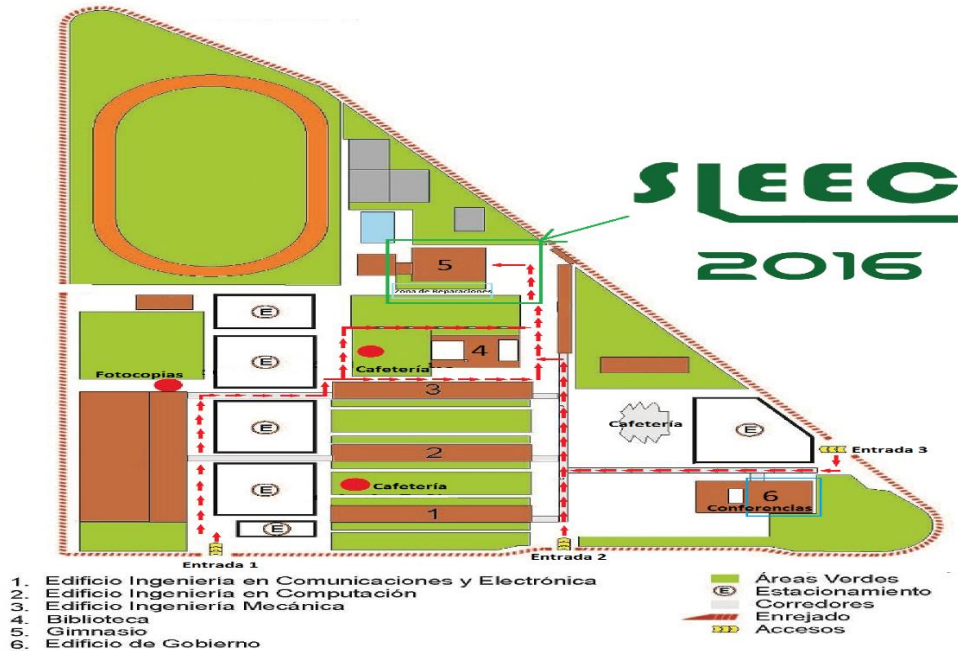 SLEEC
2016
5
Zona de Reparaciones
E
4
E
Fotocopias
Cafetería
3
E
Cafetería
E
Entrada 3
2
E
Cafetería
6
Conferencias
1
E
Entrada 1
Entrada 2
1. Edificio Ingeniería en Comunicaciones y Electrónica
2. Edificio Ingeniería en Computación
3. Edificio Ingeniería Mecánica
4. Biblioteca
5. Gimnasio
6. Edificio de Gobierno
Áreas Verdes
E Estacionamiento
Corredores
Enrejado
Accesos